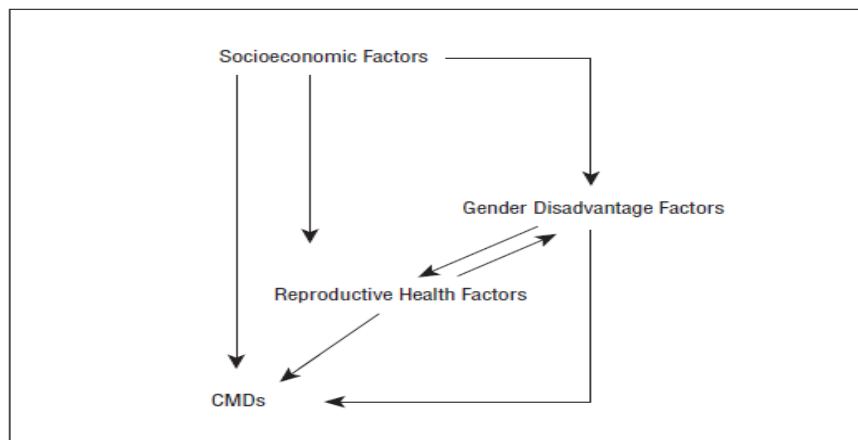 Socioeconomic Factors
Gender Disadvantage Factors
Reproductive Health Factors
CMDs